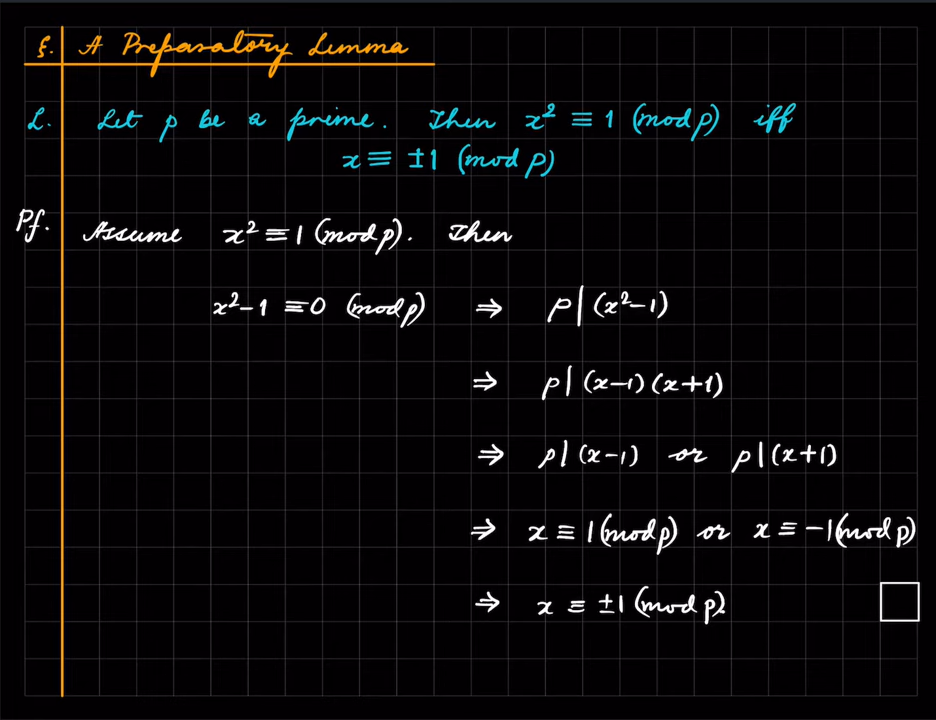 §. A Preparatory Lemma
L. Let p be a prime. Then x² ≡ 1 (mod p) iff
x ≡ ±1 (mod p)
Pf. Assume x² ≡ 1 (mod p). Then
x² – 1 ≡ 0 (mod p) ⇒ p | (x² – 1)
⇒ p | (x – 1) (x + 1)
⇒ p | (x – 1) or p | (x + 1)
⇒ x ≡ 1 (mod p) or x ≡ –1 (mod p)
⇒ x ≡ ±1 (mod p). □